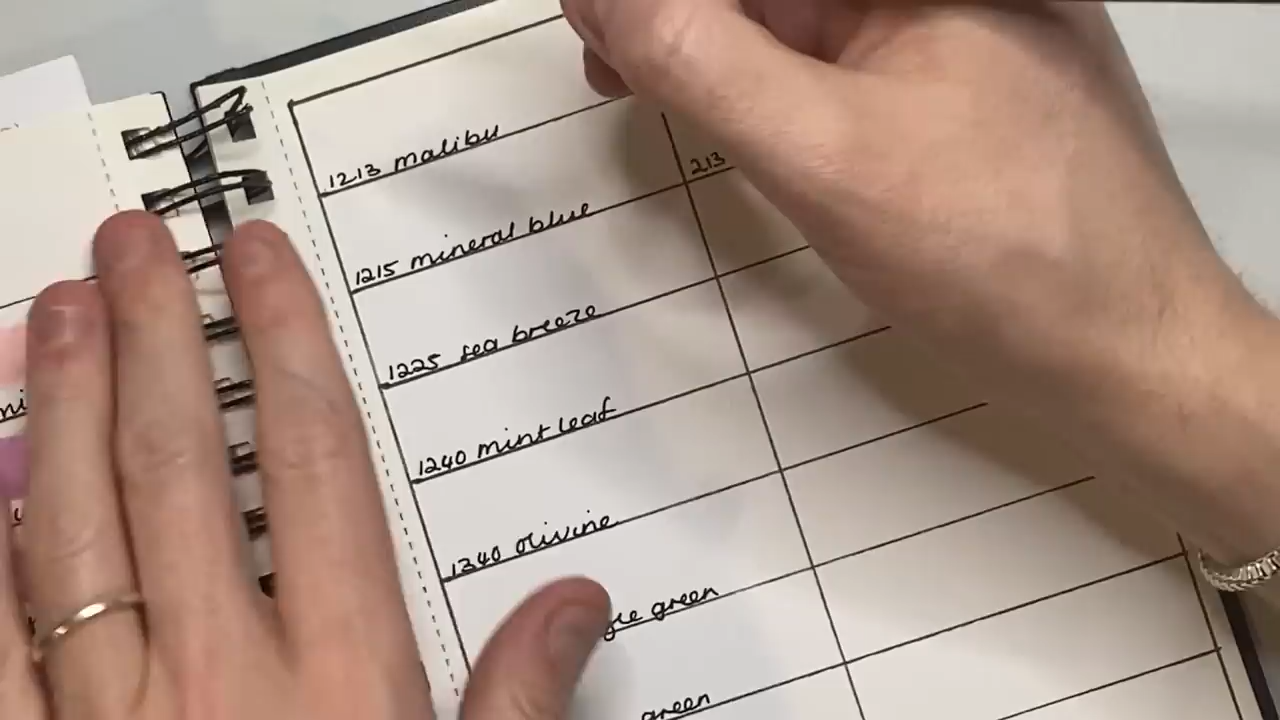 1213 malibu
213
1215 mineral blue
1225 sea breeze
1240 mint leaf
1340 olivine
green
green